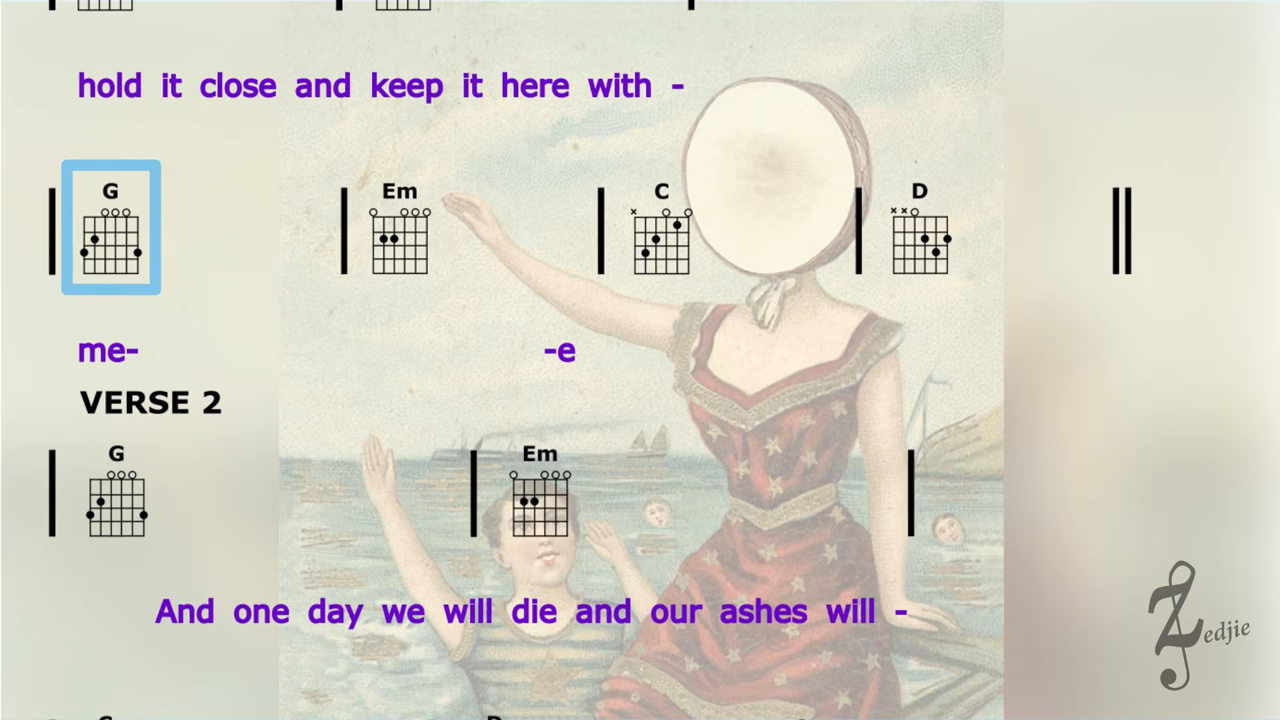 hold it close and keep it here with -
G Em C D
me- -e
VERSE 2
G Em
And one day we will die and our ashes will -
Zedjie